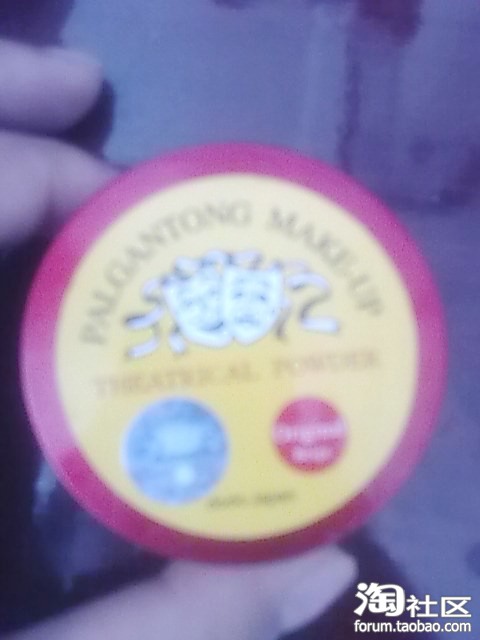 PALGANTONG MAKE-UP
THEATRICAL POWDER
Original
淘社区
forum.taobao.com